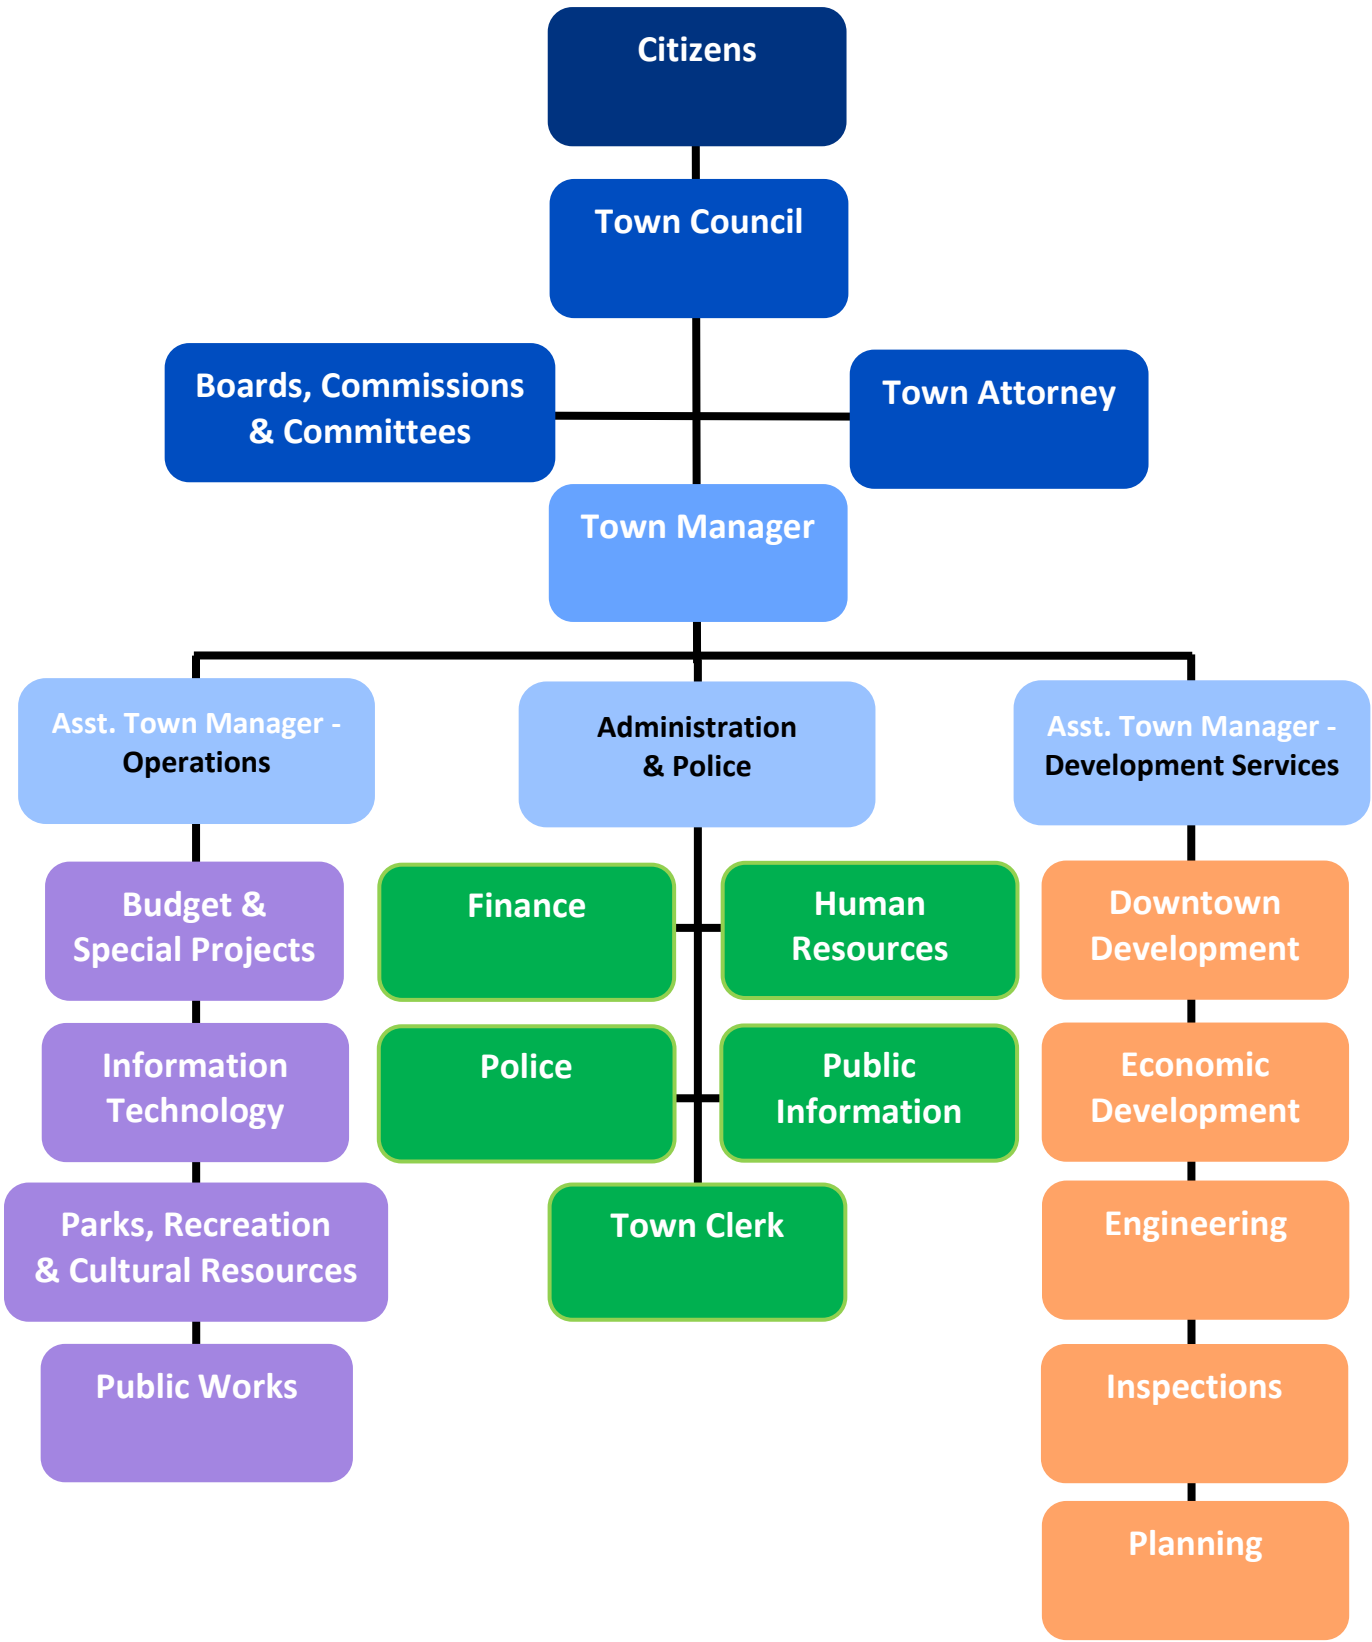 Citizens
Town Council
Boards, Commissions
& Committees
Town Attorney
Town Manager
Asst. Town Manager -
Operations
Administration
& Police
Asst. Town Manager -
Development Services
Budget &
Special Projects
Finance
Human
Resources
Downtown
Development
Information
Technology
Police
Public
Information
Economic
Development
Parks, Recreation
& Cultural Resources
Town Clerk
Engineering
Public Works
Inspections
Planning